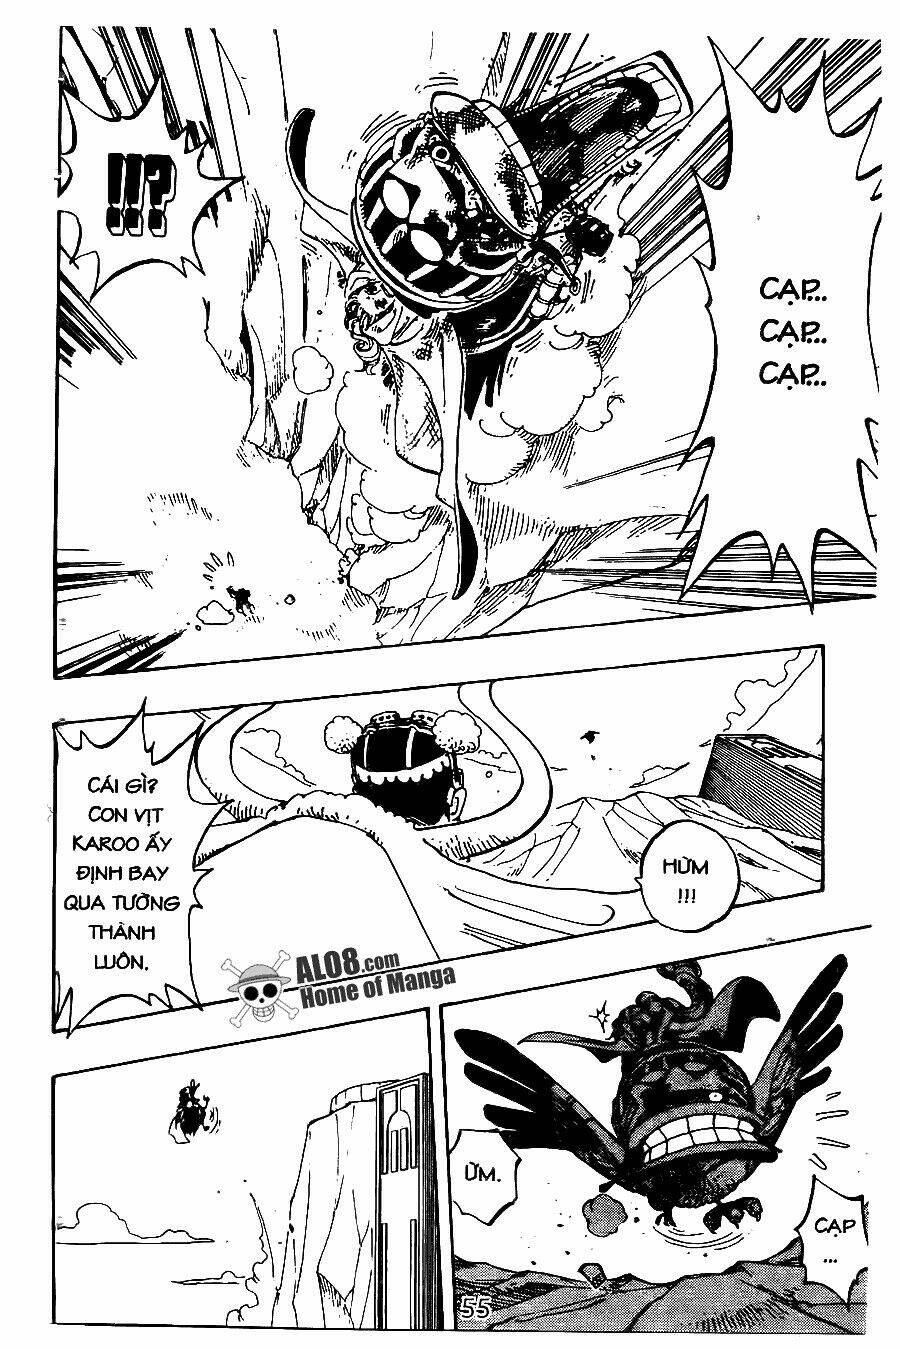 !!?
CẠP...
CẠP...
CẠP...
CÁI GÌ?
CON VỊT
KAROO ẤY
ĐỊNH BAY
QUA TƯỜNG
THÀNH
LUÔN.
HỪM
!!!
AL08.com
Home of Manga
ỪM.
CẠP
...
55